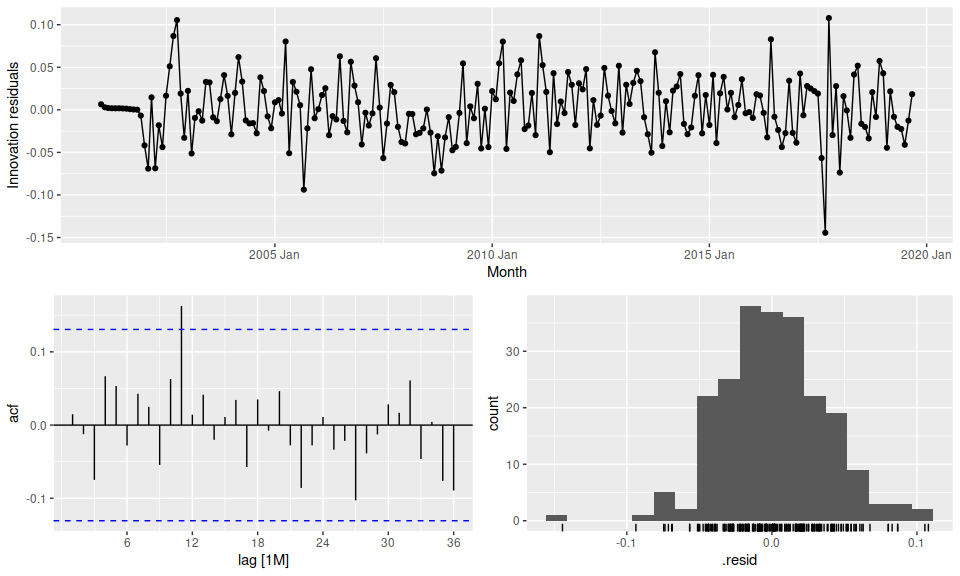 Innovation residuals
0.10
0.05
0.00
-0.05
-0.10
-0.15
2005 Jan
2010 Jan
2015 Jan
2020 Jan
Month
acf
0.1
0.0
-0.1
6
12
18
24
30
36
lag [1M]
count
30
20
10
0
-0.1
0.0
0.1
.resid